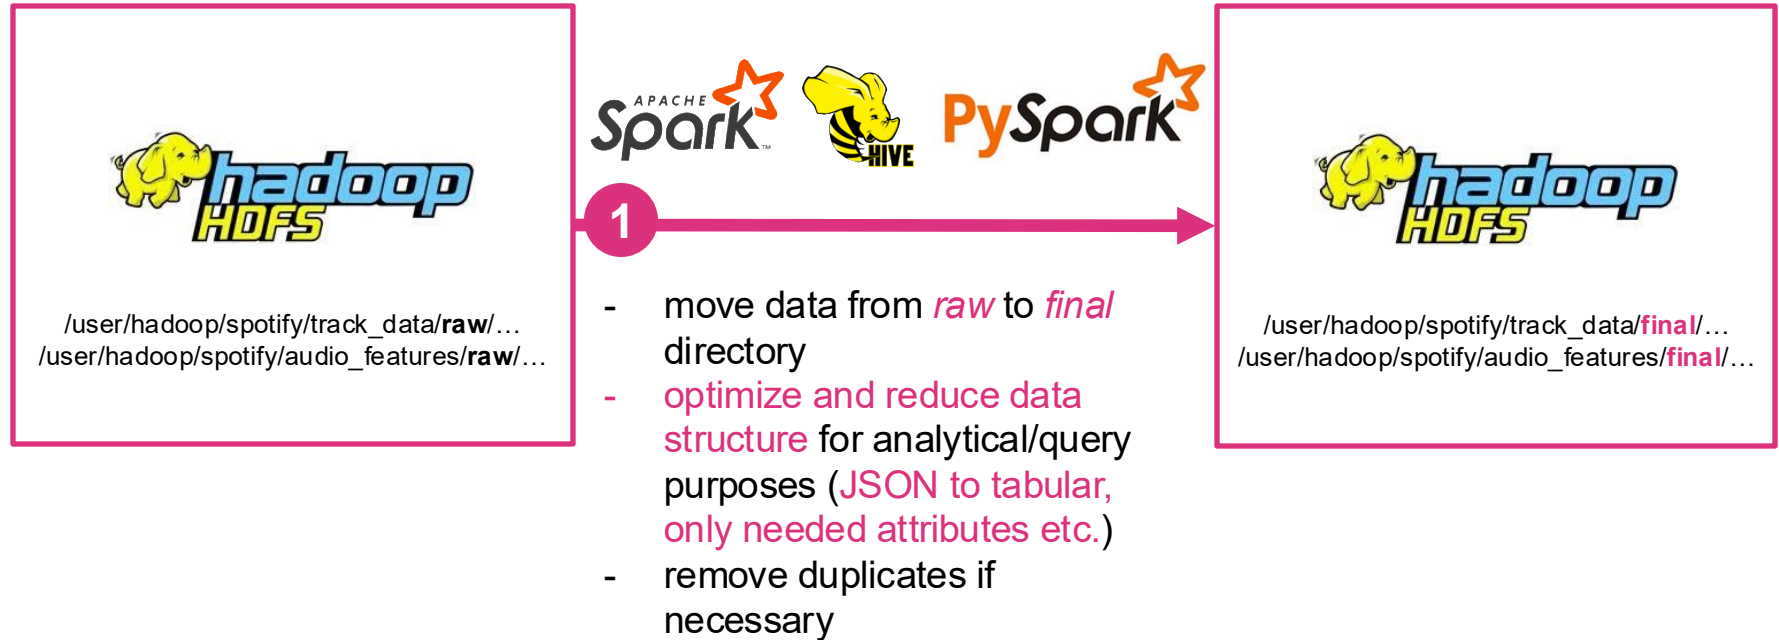 hadoop
HDFS
/user/hadoop/spotify/track_data/raw/…
/user/hadoop/spotify/audio_features/raw/…
APACHE
Spark™
HIVE
PySpark
1
- move data from raw to final
directory
- optimize and reduce data
structure for analytical/query
purposes (JSON to tabular,
only needed attributes etc.)
- remove duplicates if
necessary
hadoop
HDFS
/user/hadoop/spotify/track_data/final/…
/user/hadoop/spotify/audio_features/final/…